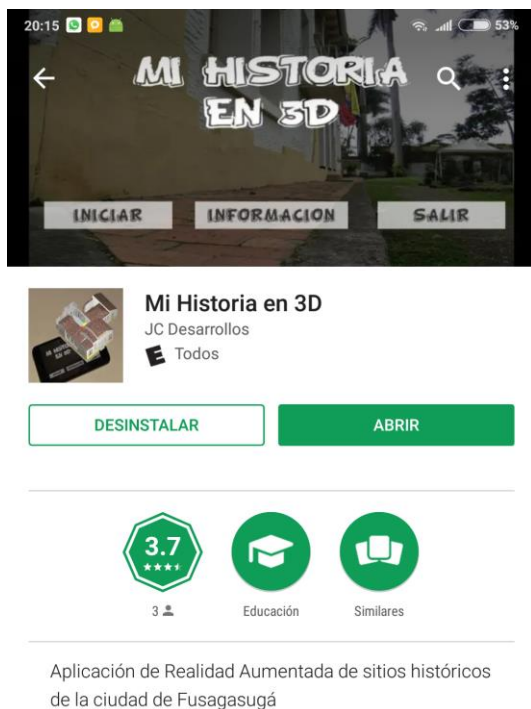 20:15
53%
MI HISTORIA
EN 3D
INICIAR
INFORMACION
SALIR
Mi Historia en 3D
JC Desarrollos
E Todos
DESINSTALAR
ABRIR
3.7
3
Educación
Similares
Aplicación de Realidad Aumentada de sitios históricos
de la ciudad de Fusagasugá